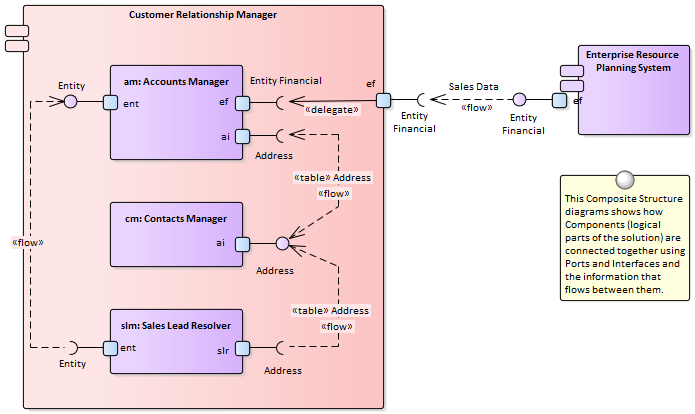 Customer Relationship Manager
Enterprise Resource
Planning System
ef
am: Accounts Manager
ent
ef
ai
Entity
Entity Financial
«delegate»
Address
ef
Entity
Financial
Sales Data
«flow»
Entity
Financial
«table» Address
«flow»
cm: Contacts Manager
ai
Address
«flow»
«table» Address
«flow»
slm: Sales Lead Resolver
ent
slr
Entity
Address
This Composite Structure
diagrams shows how
Components (logical
parts of the solution) are
connected together using
Ports and Interfaces and
the information that
flows between them.